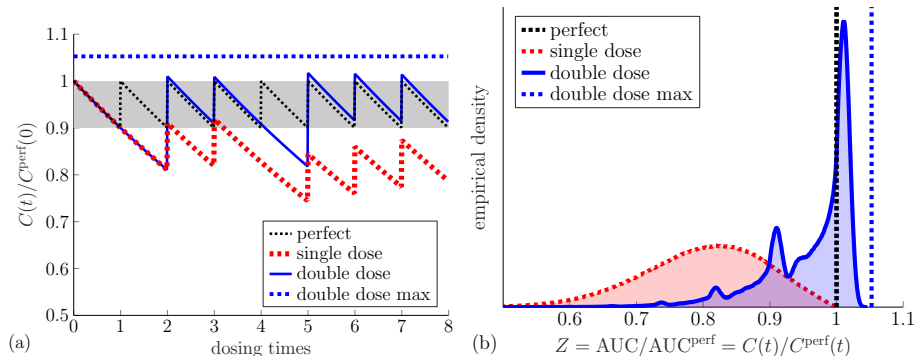 1.1
1
0.9
0.8
0.7
0.6
0.5
C(t)/C^perf(0)
perfect
single dose
double dose
double dose max
0 1 2 3 4 5 6 7 8
dosing times
(a)
perfect
single dose
double dose
double dose max
empirical density
0.5 0.6 0.7 0.8 0.9 1 1.1
Z = AUC/AUC^perf = C(t)/C^perf(t)
(b)